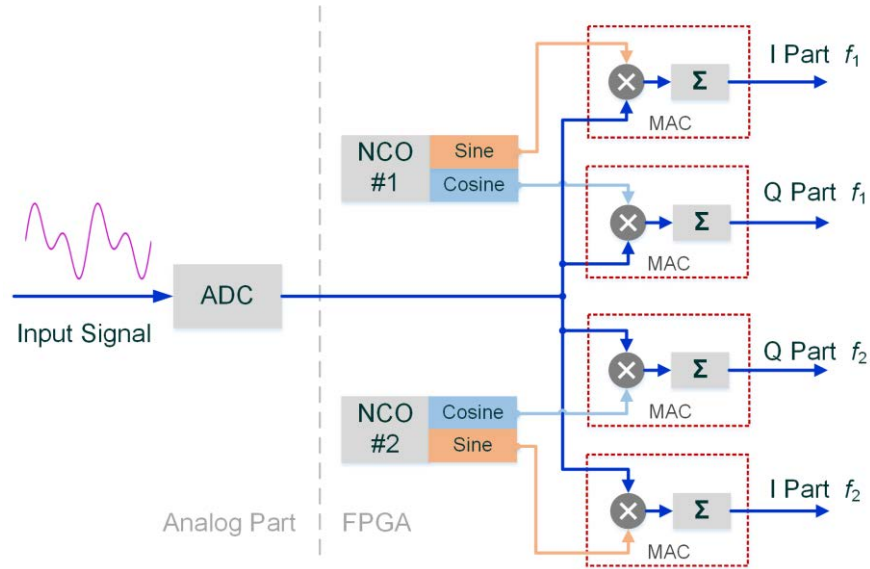 I Part f₁
Σ
MAC
NCO
#1
Sine
Cosine
Q Part f₁
Σ
MAC
ADC
Input Signal
Q Part f₂
Σ
MAC
NCO
#2
Cosine
Sine
I Part f₂
Σ
MAC
Analog Part
FPGA